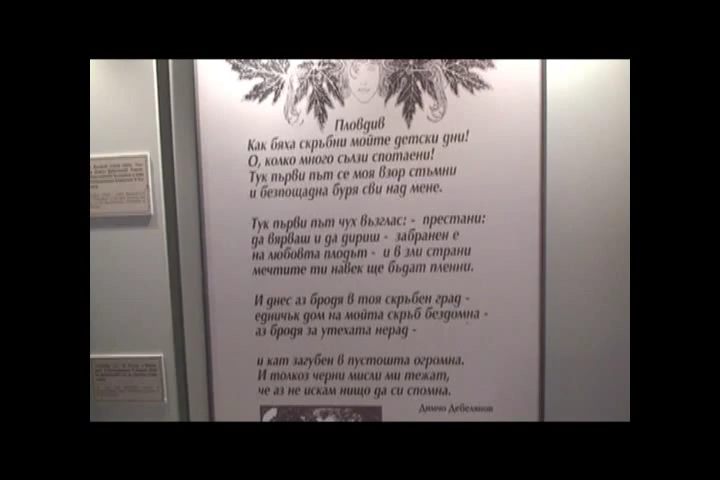 Пловдив
Как бяха скръбни мойте детски дни!
О, колко много сълзи спотаени!
Тук първи път се моя взор стъмни
и безпощадна буря сви над мене.
Тук първи път чух възглас: - престани:
да вярваш и да дириш - забранен е
на любовта плодът - и в зли страни
мечтите ти навек ще бъдат пленни.
И днес аз бродя в тоя скръбен град -
едничък дом на мойта скръб бездомна -
аз бродя за утехата нерад -
и кат загубен в пустошта огромна.
И толкоз черни мисли ми тежат,
че аз не искам нищо да си спомна.
Димчо Дебелянов